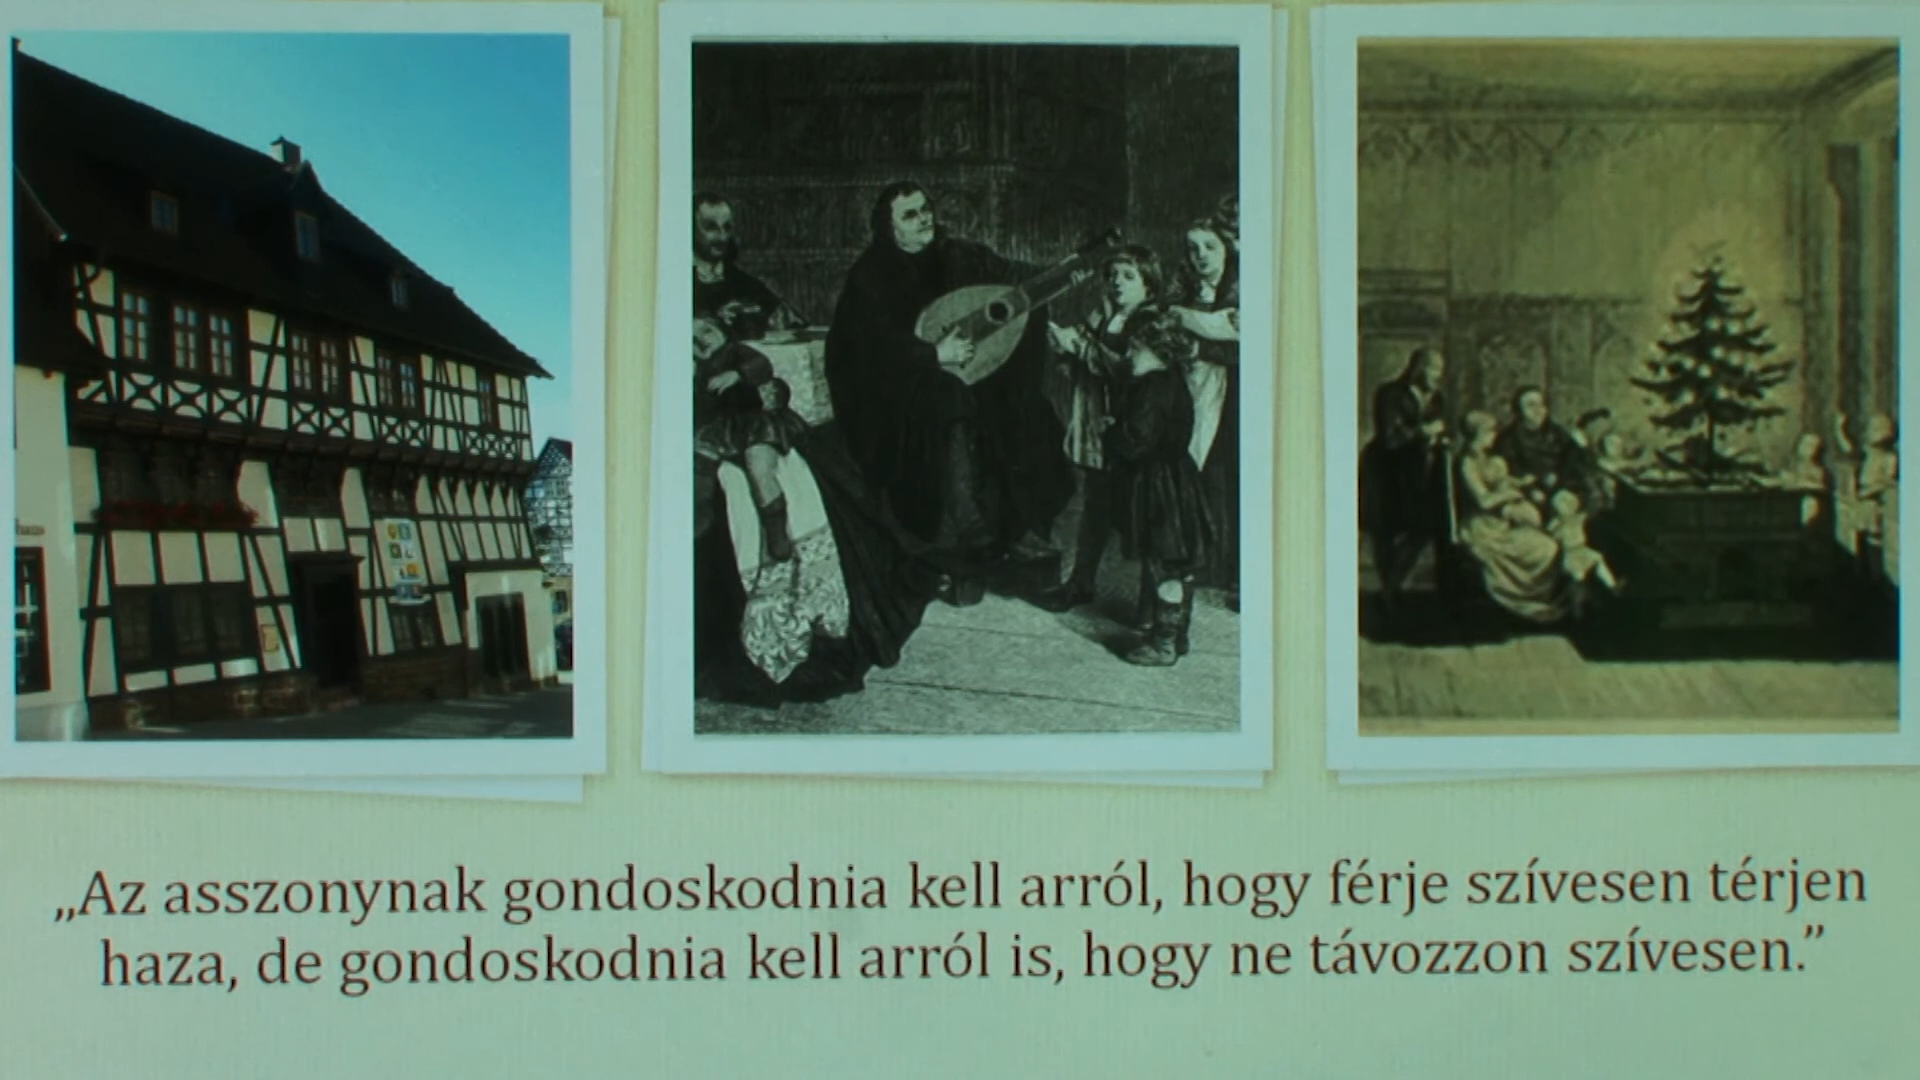 „Az asszonynak gondoskodnia kell arról, hogy férje szívesen térjen
haza, de gondoskodnia kell arról is, hogy ne távozzon szívesen.”